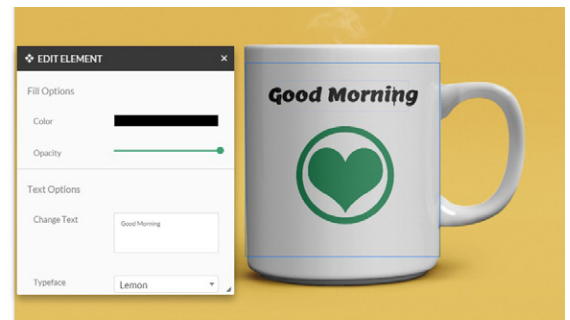 EDIT ELEMENT ×
Fill Options
Color
Opacity
Text Options
Change Text
Good Morning
Typeface
Lemon
Good Morning